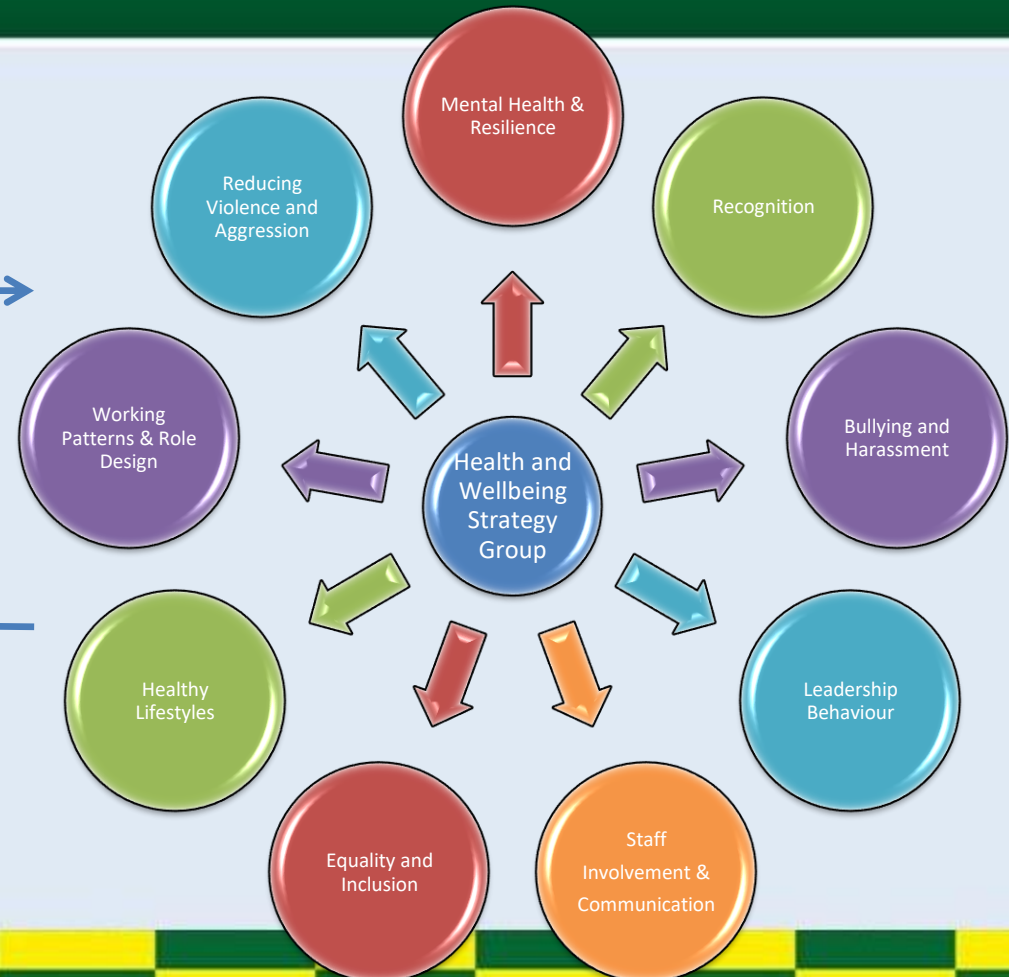 Mental Health &
Resilience
Recognition
Bullying and
Harassment
Leadership
Behaviour
Staff
Involvement &
Communication
Equality and
Inclusion
Healthy
Lifestyles
Working
Patterns & Role
Design
Reducing
Violence and
Aggression
Health and
Wellbeing
Strategy
Group